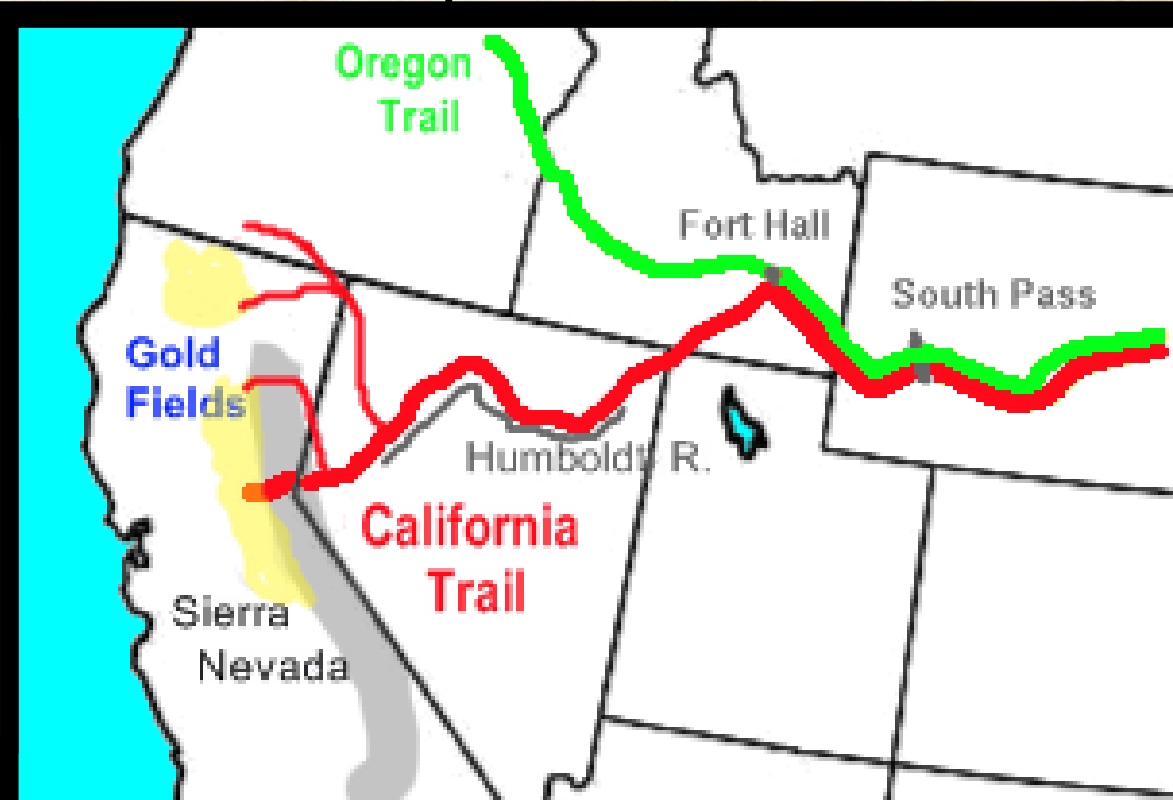 Oregon
Trail
Fort Hall
South Pass
Gold
Fields
Humboldt R.
California
Trail
Sierra
Nevada